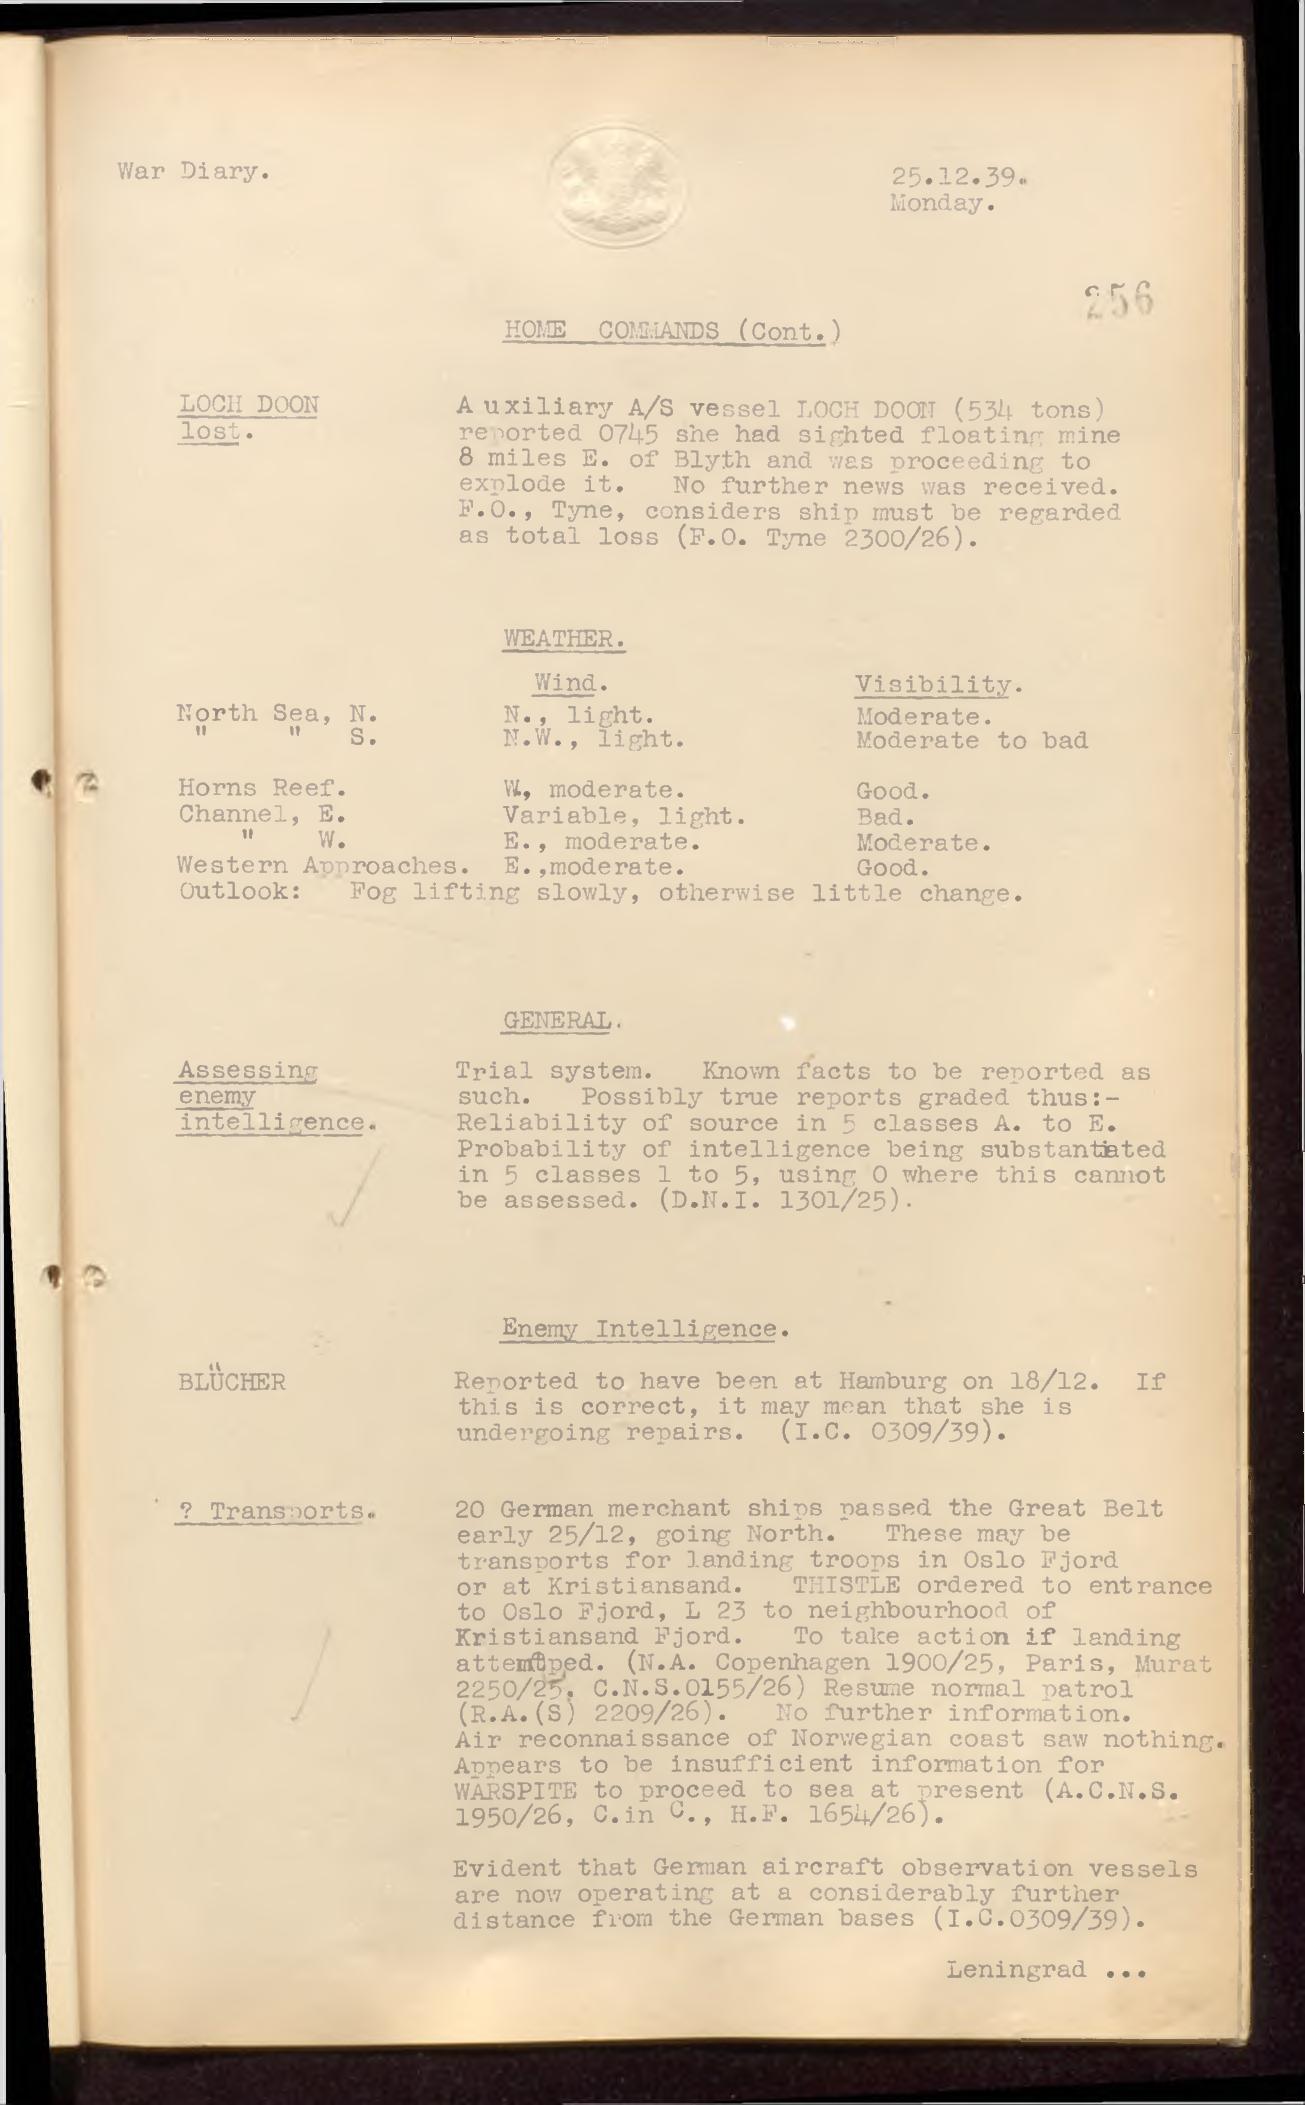 War Diary.
25.12.39.
Monday.
256
HOME COMMANDS (Cont.)
LOCH DOON
lost.
Auxiliary A/S vessel LOCH DOON (534 tons)
reported 0745 she had sighted floating mine
8 miles E. of Blyth and was proceeding to
explode it. No further news was received.
F.O., Tyne, considers ship must be regarded
as total loss (F.O. Tyne 2300/26).
WEATHER.
Wind. Visibility.
North Sea, N. N., light. Moderate.
" " S. N.W., light. Moderate to bad
Horns Reef. W., moderate. Good.
Channel, E. Variable, light. Bad.
" W. E., moderate. Moderate.
Western Approaches. E.,moderate. Good.
Outlook: Fog lifting slowly, otherwise little change.
GENERAL.
Assessing
enemy
intelligence.
Trial system. Known facts to be reported as
such. Possibly true reports graded thus:-
Reliability of source in 5 classes A. to E.
Probability of intelligence being substantiated
in 5 classes 1 to 5, using 0 where this cannot
be assessed. (D.N.I. 1301/25).
Enemy Intelligence.
BLÜCHER
Reported to have been at Hamburg on 18/12. If
this is correct, it may mean that she is
undergoing repairs. (I.C. 0309/39).
? Transports.
20 German merchant ships passed the Great Belt
early 25/12, going North. These may be
transports for landing troops in Oslo Fjord
or at Kristiansand. THISTLE ordered to entrance
to Oslo Fjord, L 23 to neighbourhood of
Kristiansand Fjord. To take action if landing
(N.A. Copenhagen 1900/25, Paris, Murat
2250/25, C.N.S.0155/26) Resume normal patrol
(R.A.(S) 2209/26). No further information.
Air reconnaissance of Norwegian coast saw nothing.
Appears to be insufficient information for
WARSPITE to proceed to sea at present (A.C.N.S.
1950/26, C.in C., H.F. 1654/26).
Evident that German aircraft observation vessels
are now operating at a considerably further
distance from the German bases (I.C.0309/39).
Leningrad ...